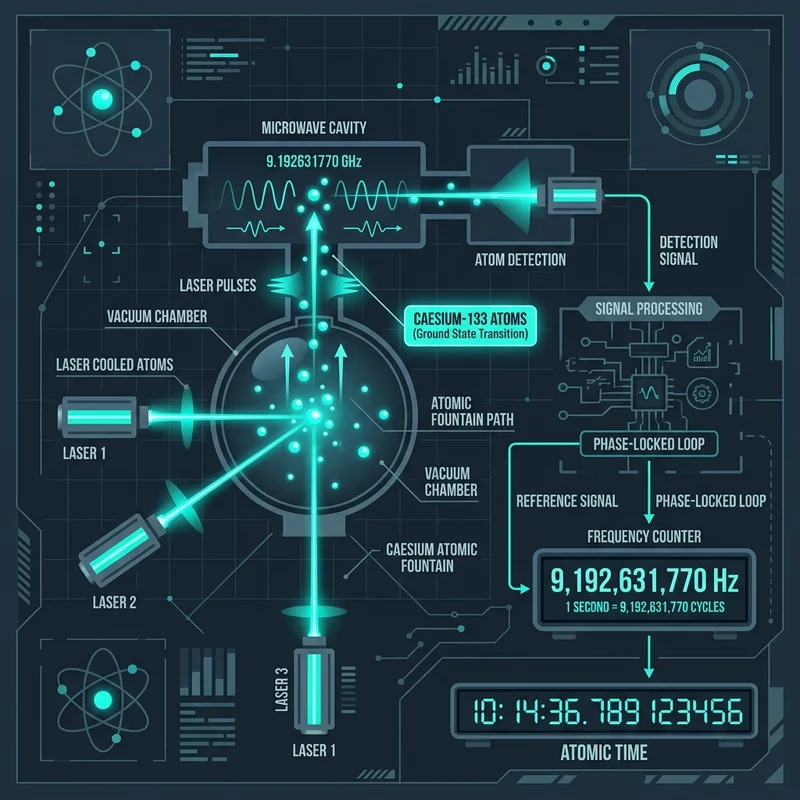 MICROWAVE CAVITY
9.192631770 GHz
ATOM DETECTION
DETECTION
SIGNAL
LASER PULSES
CAESIUM-133 ATOMS
(Ground State Transition)
SIGNAL PROCESSING
VACUUM CHAMBER
LASER COOLED ATOMS
LASER 1
ATOMIC
FOUNTAIN PATH
PHASE-LOCKED LOOP
VACUUM
CHAMBER
REFERENCE SIGNAL
PHASE-LOCKED LOOP
FREQUENCY COUNTER
CAESIUM ATOMIC
FOUNTAIN
9,192,631,770 Hz
1 SECOND = 9,192,631,770 CYCLES
LASER 2
LASER 3
LASER 1
10:14:36.789 123456
ATOMIC TIME